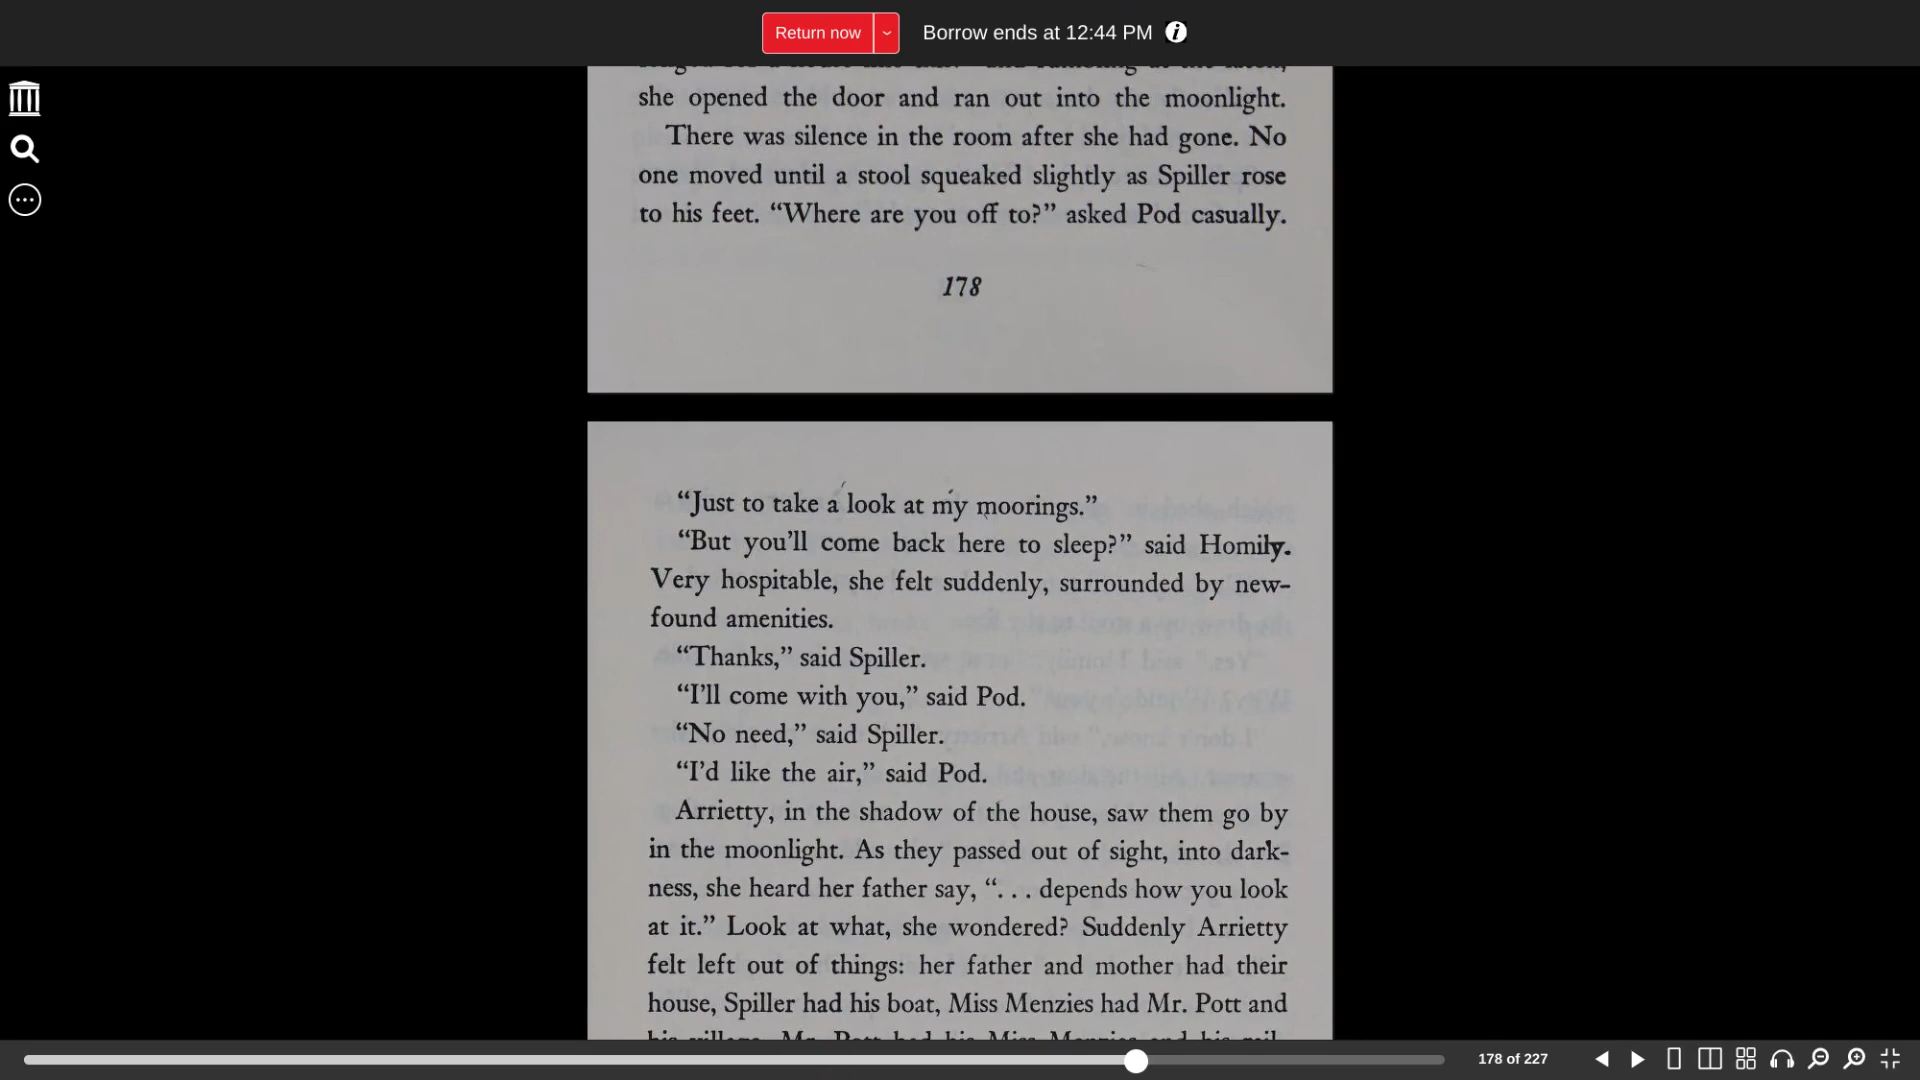 Return now
Borrow ends at 12:44 PM
she opened the door and ran out into the moonlight.
There was silence in the room after she had gone. No
one moved until a stool squeaked slightly as Spiller rose
to his feet. “Where are you off to?” asked Pod casually.
178
“Just to take a look at my moorings.”
“But you'll come back here to sleep?” said Homily.
Very hospitable, she felt suddenly, surrounded by new-
found amenities.
“Thanks,” said Spiller.
“I'll come with you,” said Pod.
“No need,” said Spiller.
“I'd like the air,” said Pod.
Arrietty, in the shadow of the house, saw them go by
in the moonlight. As they passed out of sight, into dark-
ness, she heard her father say, “. . . depends how you look
at it.” Look at what, she wondered? Suddenly Arrietty
felt left out of things: her father and mother had their
house, Spiller had his boat, Miss Menzies had Mr. Pott and
178 of 227